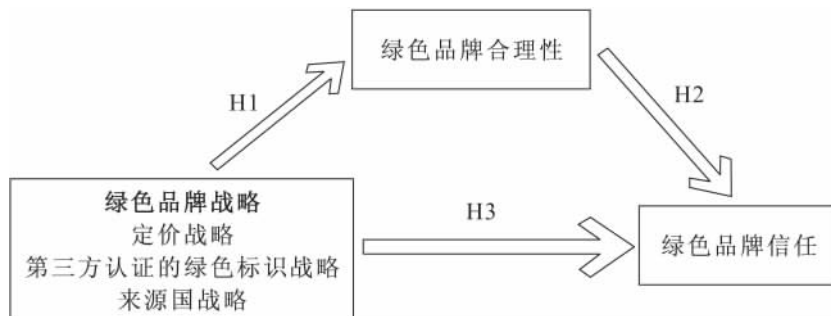 绿色品牌合理性
H1
H2
绿色品牌战略
定价战略
第三方认证的绿色标识战略
来源国战略
H3
绿色品牌信任